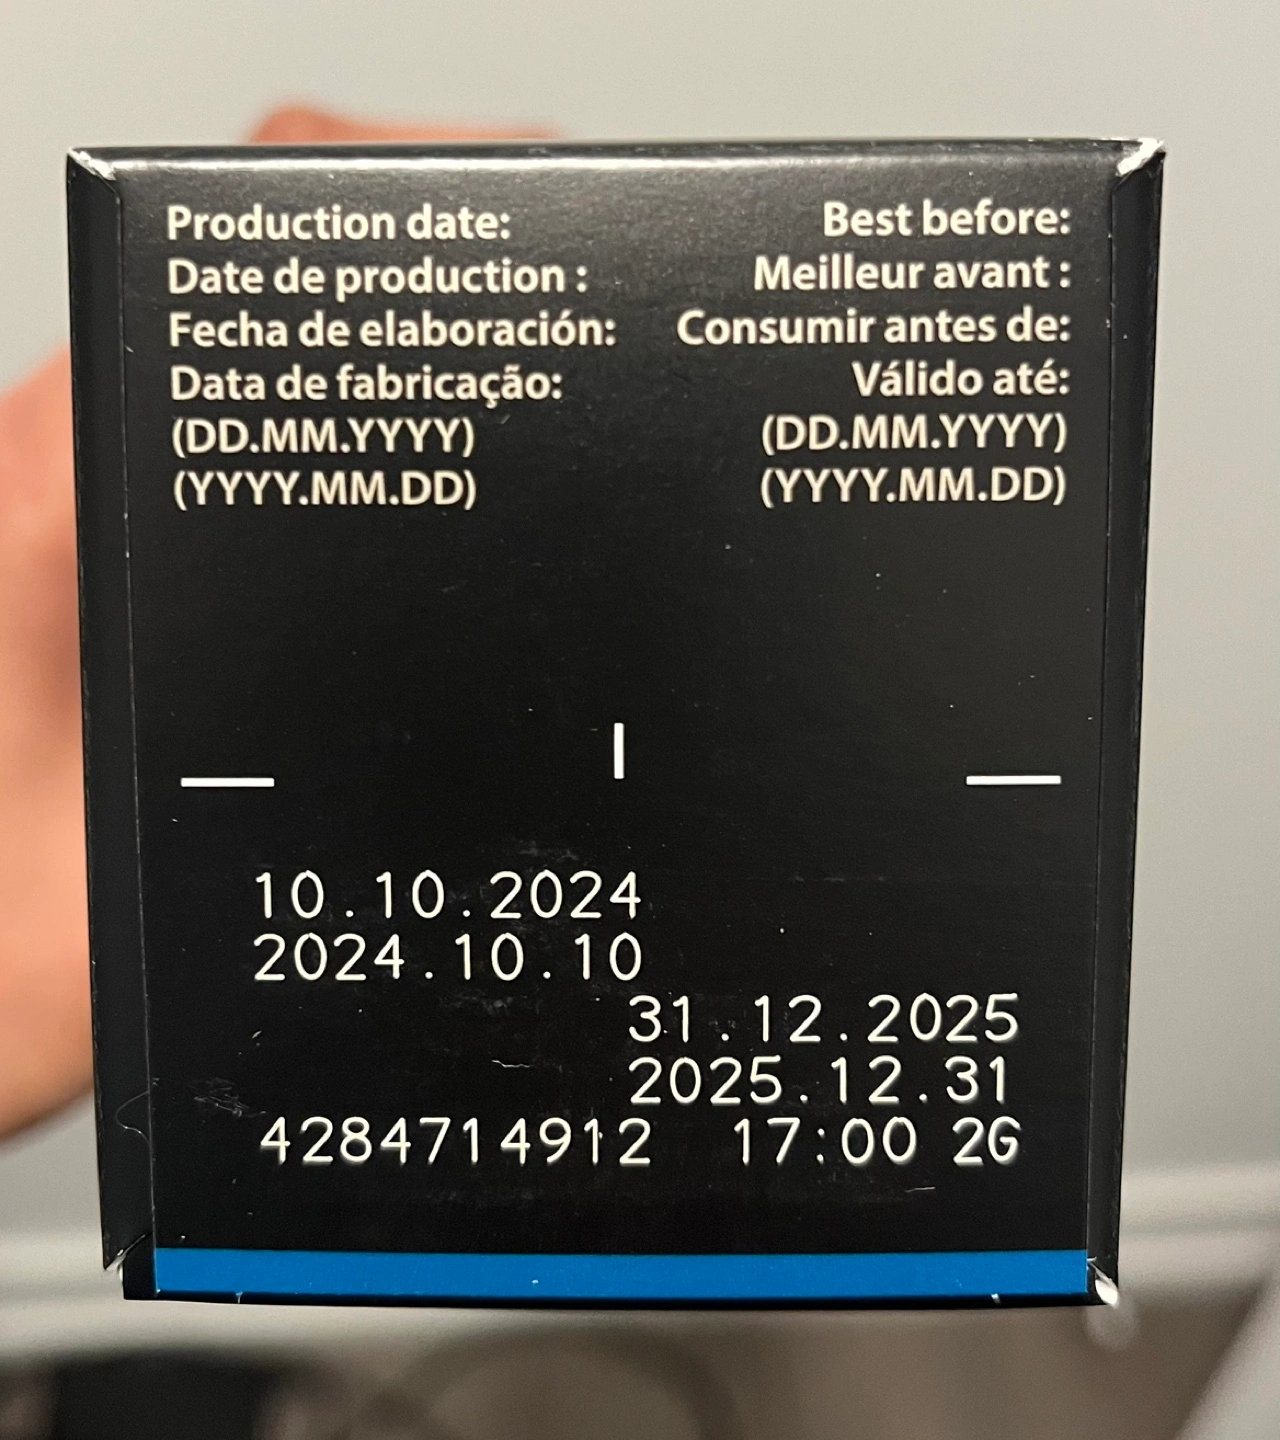 Production date:
Date de production :
Fecha de elaboración:
Data de fabricação:
(DD.MM.YYYY)
(YYYY.MM.DD)
Best before:
Meilleur avant :
Consumir antes de:
Válido até:
(DD.MM.YYYY)
(YYYY.MM.DD)
10.10.2024
2024.10.10
31.12.2025
2025.12.31
4284714912 17:00 2G